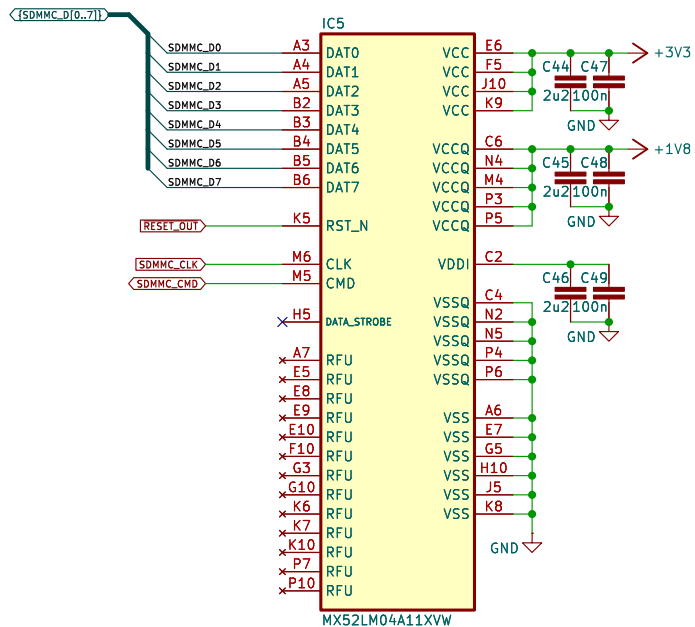 {SDMMC_D[0..7]}
IC5
SDMMC_D0 A3 DAT0 VCC E6 +3V3
SDMMC_D1 A4 DAT1 VCC F5 C44 C47
SDMMC_D2 A5 DAT2 VCC J10 2u2 100n
SDMMC_D3 B2 DAT3 VCC K9
SDMMC_D4 B3 DAT4 GND
SDMMC_D5 B4 DAT5 VCCQ C6 +1V8
SDMMC_D6 B5 DAT6 VCCQ N4 C45 C48
SDMMC_D7 B6 DAT7 VCCQ M4 2u2 100n
VCCQ P3
RESET_OUT K5 RST_N VCCQ P5 GND
SDMMC_CLK M6 CLK VDDI C2
SDMMC_CMD M5 CMD C46 C49
VSSQ C4 2u2 100n
H5 DATA_STROBE VSSQ N2
VSSQ N5 GND
A7 RFU VSSQ P4
E5 RFU VSSQ P6
E8 RFU
E9 RFU VSS A6
E10 RFU VSS E7
F10 RFU VSS G5
G3 RFU VSS H10
G10 RFU VSS J5
K6 RFU VSS K8
K7 RFU
K10 RFU GND
P7 RFU
P10 RFU
MX52LM04A11XVW